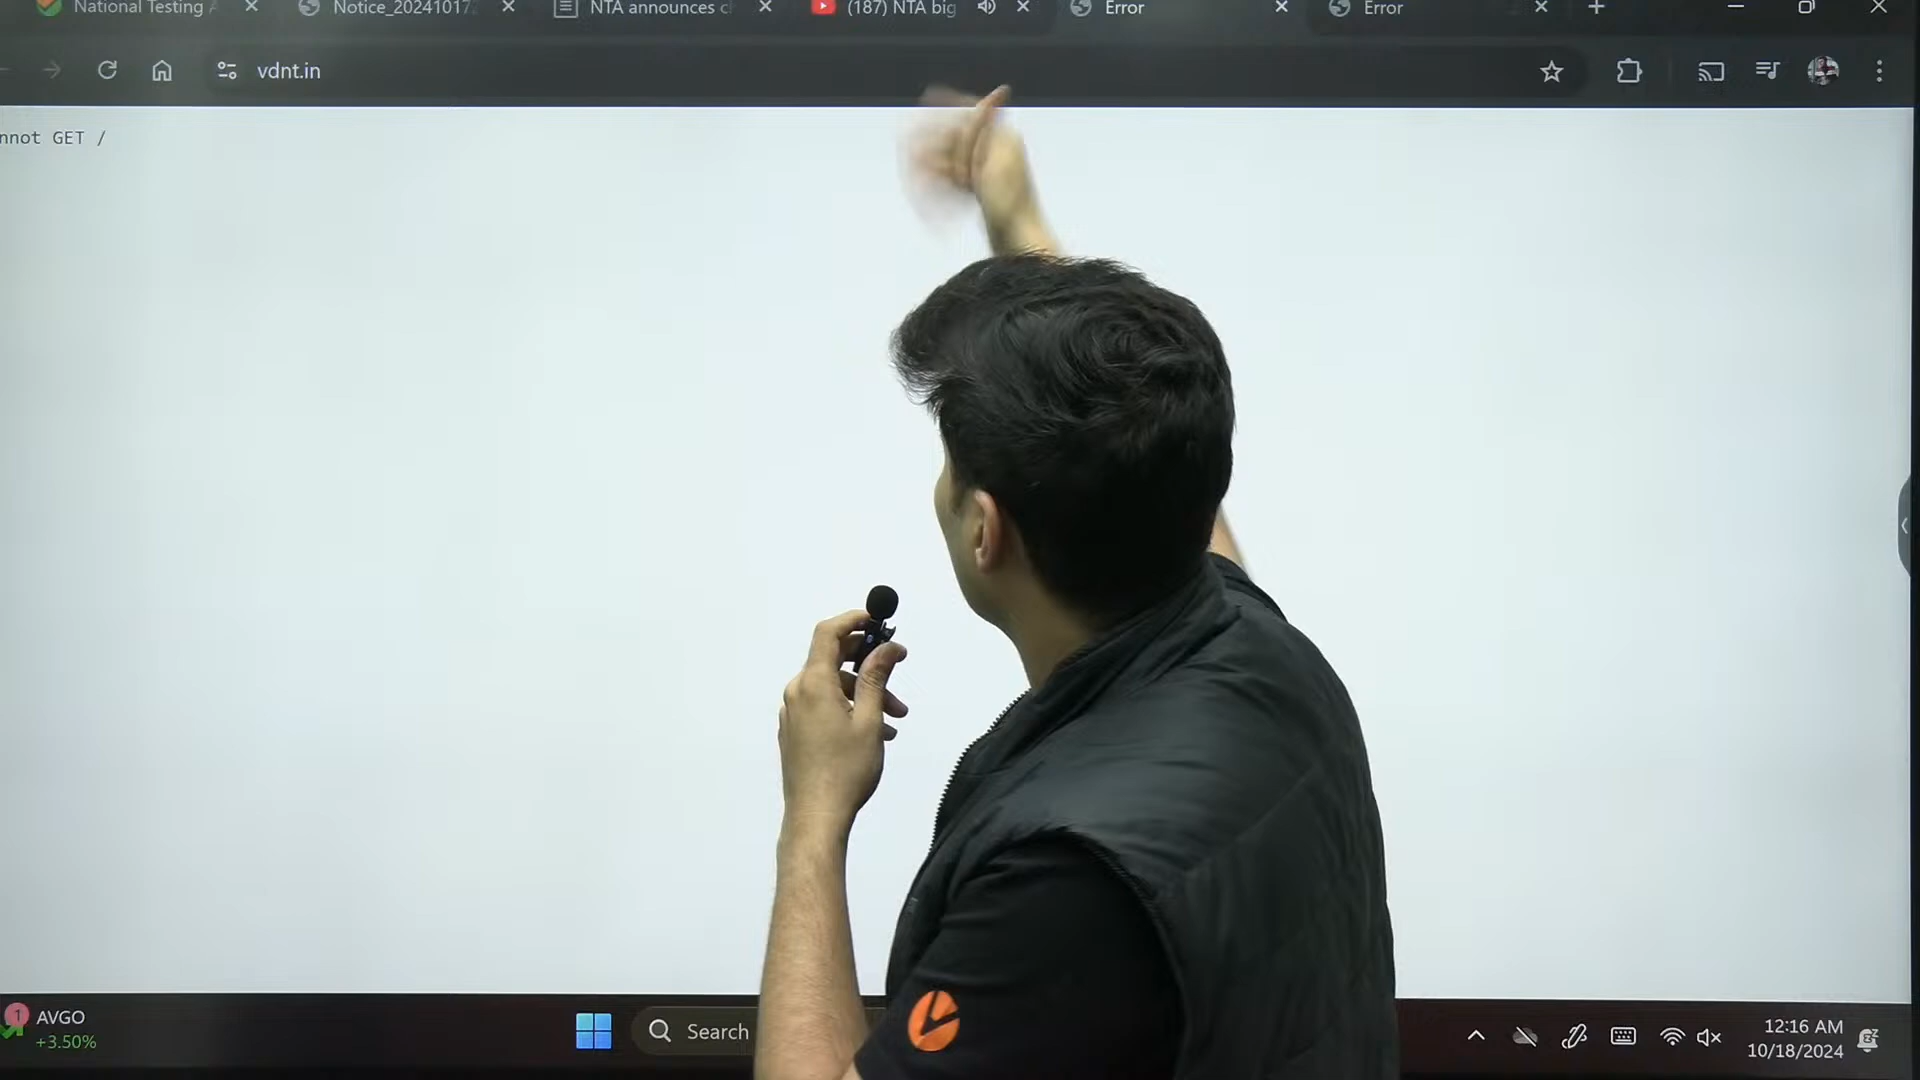 National Testing A
Notice_20241017
NTA announces c
(187) NTA big
Error
Error
vdnt.in
nnot GET /
1
AVGO
+3.50%
Search
12:16 AM
10/18/2024